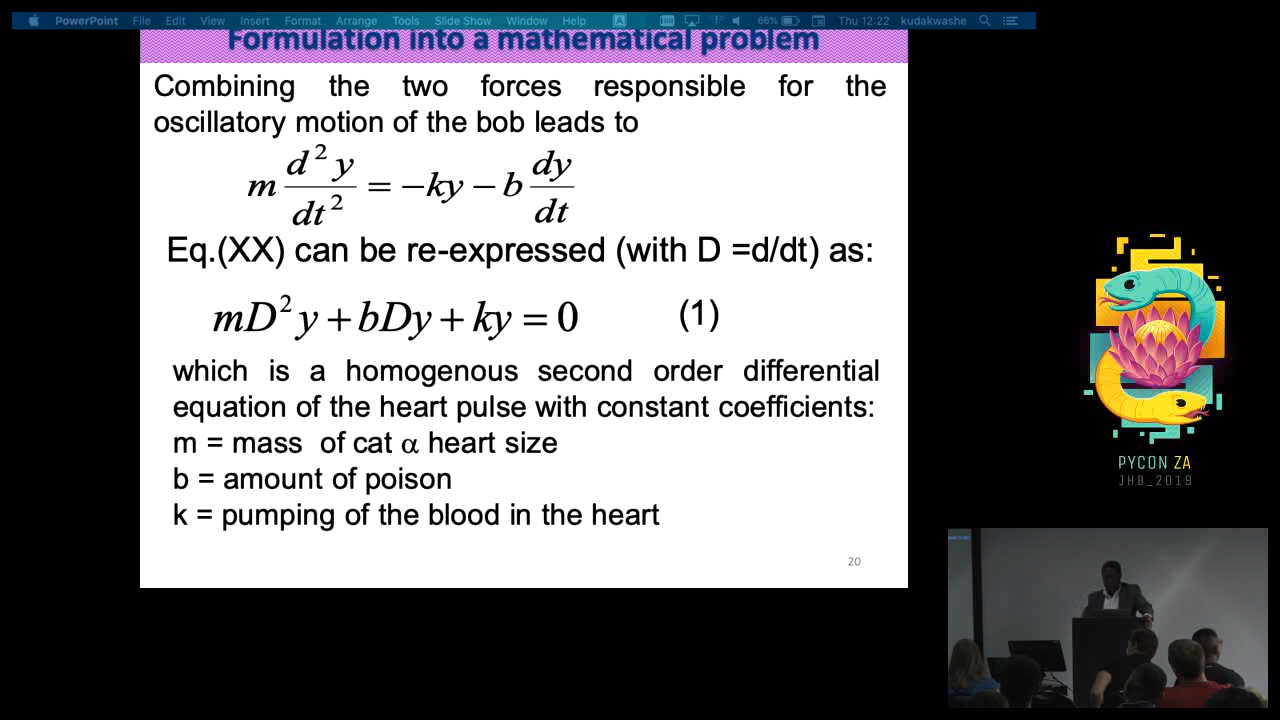 PowerPoint File Edit View Insert Format Arrange Tools Slide Show Window Help A 66% Thu 12:22 kudakwashe
Formulation into a mathematical problem
Combining the two forces responsible for the
oscillatory motion of the bob leads to
m d²y/dt² = −ky − b dy/dt
Eq.(XX) can be re-expressed (with D =d/dt) as:
mD²y + bDy + ky = 0 (1)
which is a homogenous second order differential
equation of the heart pulse with constant coefficients:
m = mass of cat α heart size
b = amount of poison
k = pumping of the blood in the heart
20
PYCON ZA
JHB_2019